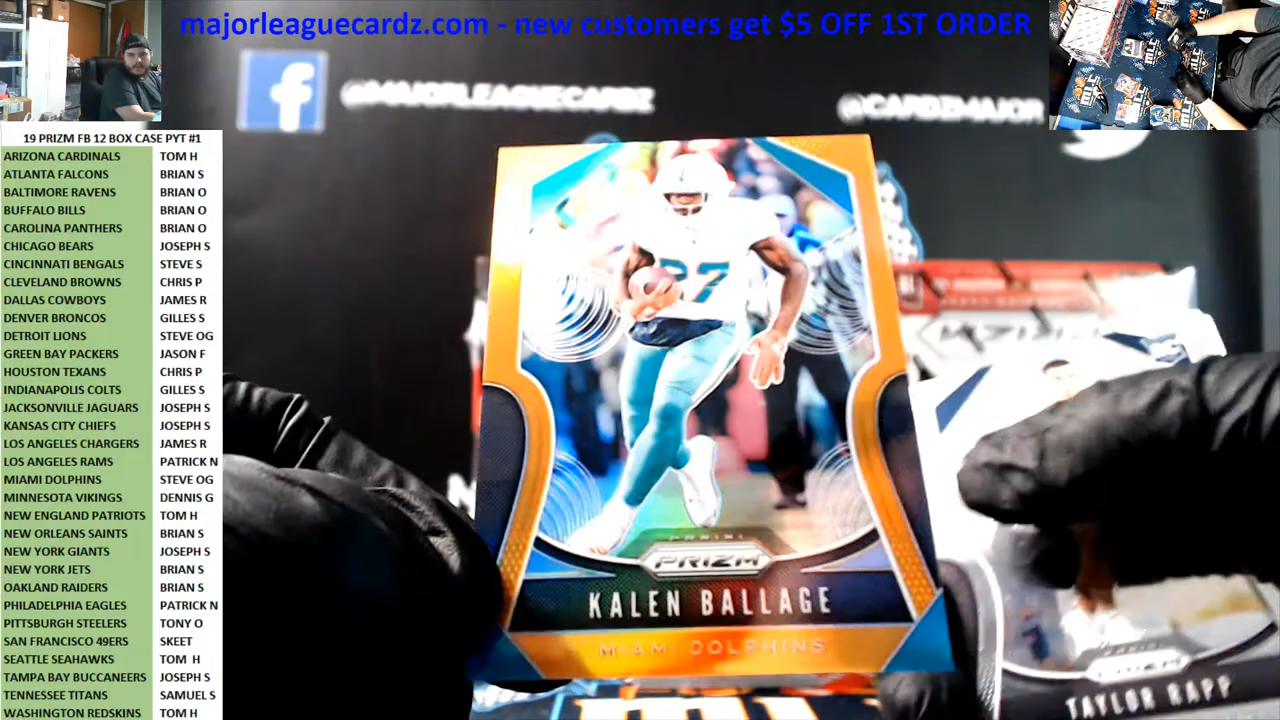 majorleaguecardz.com - new customers get $5 OFF 1ST ORDER
@MAJORLEAGUECARDZ
@CARDZMAJOR
19 PRIZM FB 12 BOX CASE PYT #1
ARIZONA CARDINALS TOM H
ATLANTA FALCONS BRIAN S
BALTIMORE RAVENS BRIAN O
BUFFALO BILLS BRIAN O
CAROLINA PANTHERS BRIAN O
CHICAGO BEARS JOSEPH S
CINCINNATI BENGALS STEVE S
CLEVELAND BROWNS CHRIS P
DALLAS COWBOYS JAMES R
DENVER BRONCOS GILLES S
DETROIT LIONS STEVE OG
GREEN BAY PACKERS JASON F
HOUSTON TEXANS CHRIS P
INDIANAPOLIS COLTS GILLES S
JACKSONVILLE JAGUARS JOSEPH S
KANSAS CITY CHIEFS JOSEPH S
LOS ANGELES CHARGERS JAMES R
LOS ANGELES RAMS PATRICK N
MIAMI DOLPHINS STEVE OG
MINNESOTA VIKINGS DENNIS G
NEW ENGLAND PATRIOTS TOM H
NEW ORLEANS SAINTS BRIAN S
NEW YORK GIANTS JOSEPH S
NEW YORK JETS BRIAN S
OAKLAND RAIDERS BRIAN S
PHILADELPHIA EAGLES PATRICK N
PITTSBURGH STEELERS TONY O
SAN FRANCISCO 49ERS SKEET
SEATTLE SEAHAWKS TOM H
TAMPA BAY BUCCANEERS JOSEPH S
TENNESSEE TITANS SAMUEL S
WASHINGTON REDSKINS TOM H
27
PANINI
PRIZM
KALEN BALLAGE
MIAMI DOLPHINS
TAYLOR RAPP